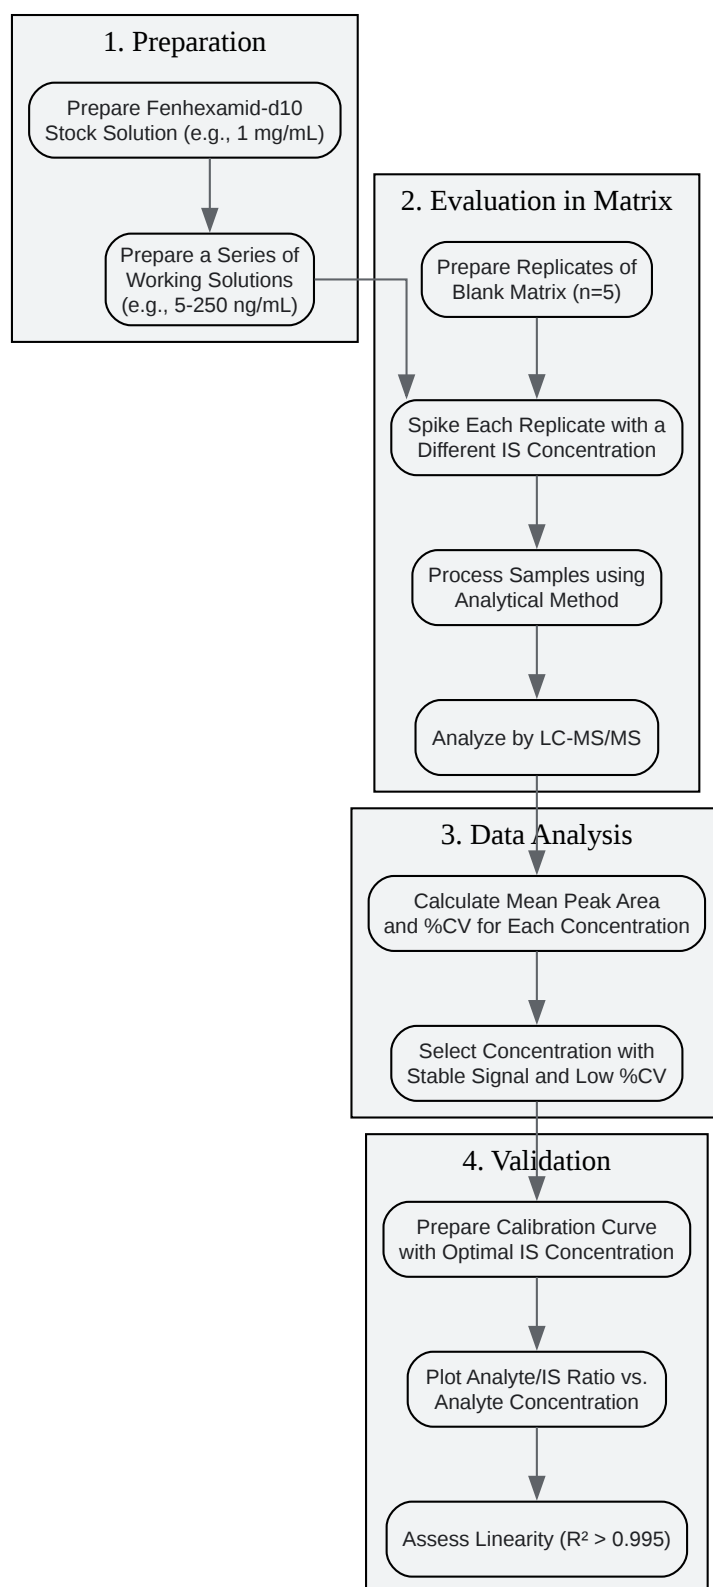 1. Preparation
Prepare Fenhexamid-d10
Stock Solution (e.g., 1 mg/mL)
Prepare a Series of
Working Solutions
(e.g., 5-250 ng/mL)
2. Evaluation in Matrix
Prepare Replicates of
Blank Matrix (n=5)
Spike Each Replicate with a
Different IS Concentration
Process Samples using
Analytical Method
Analyze by LC-MS/MS
3. Data Analysis
Calculate Mean Peak Area
and %CV for Each Concentration
Select Concentration with
Stable Signal and Low %CV
4. Validation
Prepare Calibration Curve
with Optimal IS Concentration
Plot Analyte/IS Ratio vs.
Analyte Concentration
Assess Linearity (R² > 0.995)